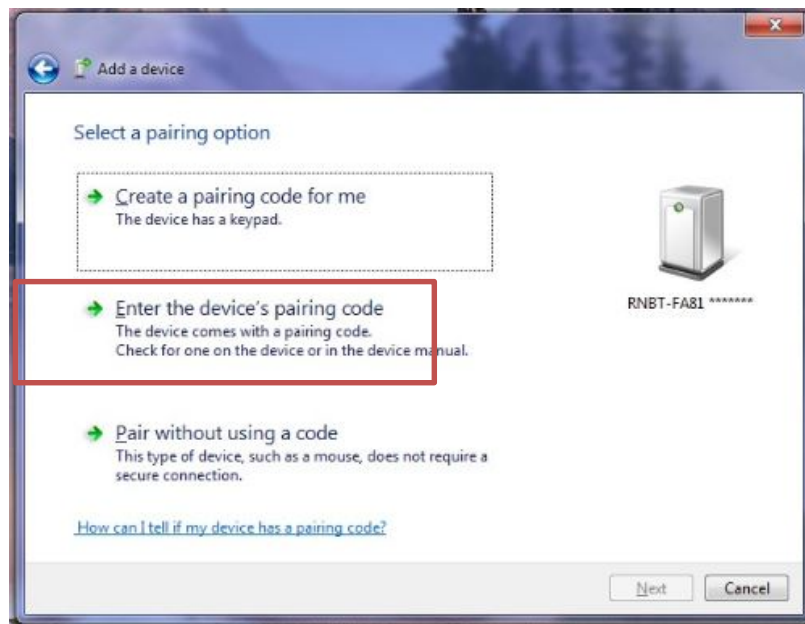 Add a device
Select a pairing option
Create a pairing code for me
The device has a keypad.
Enter the device's pairing code
The device comes with a pairing code.
Check for one on the device or in the device manual.
RNBT-FA81 *******
Pair without using a code
This type of device, such as a mouse, does not require a
secure connection.
How can I tell if my device has a pairing code?
Next
Cancel